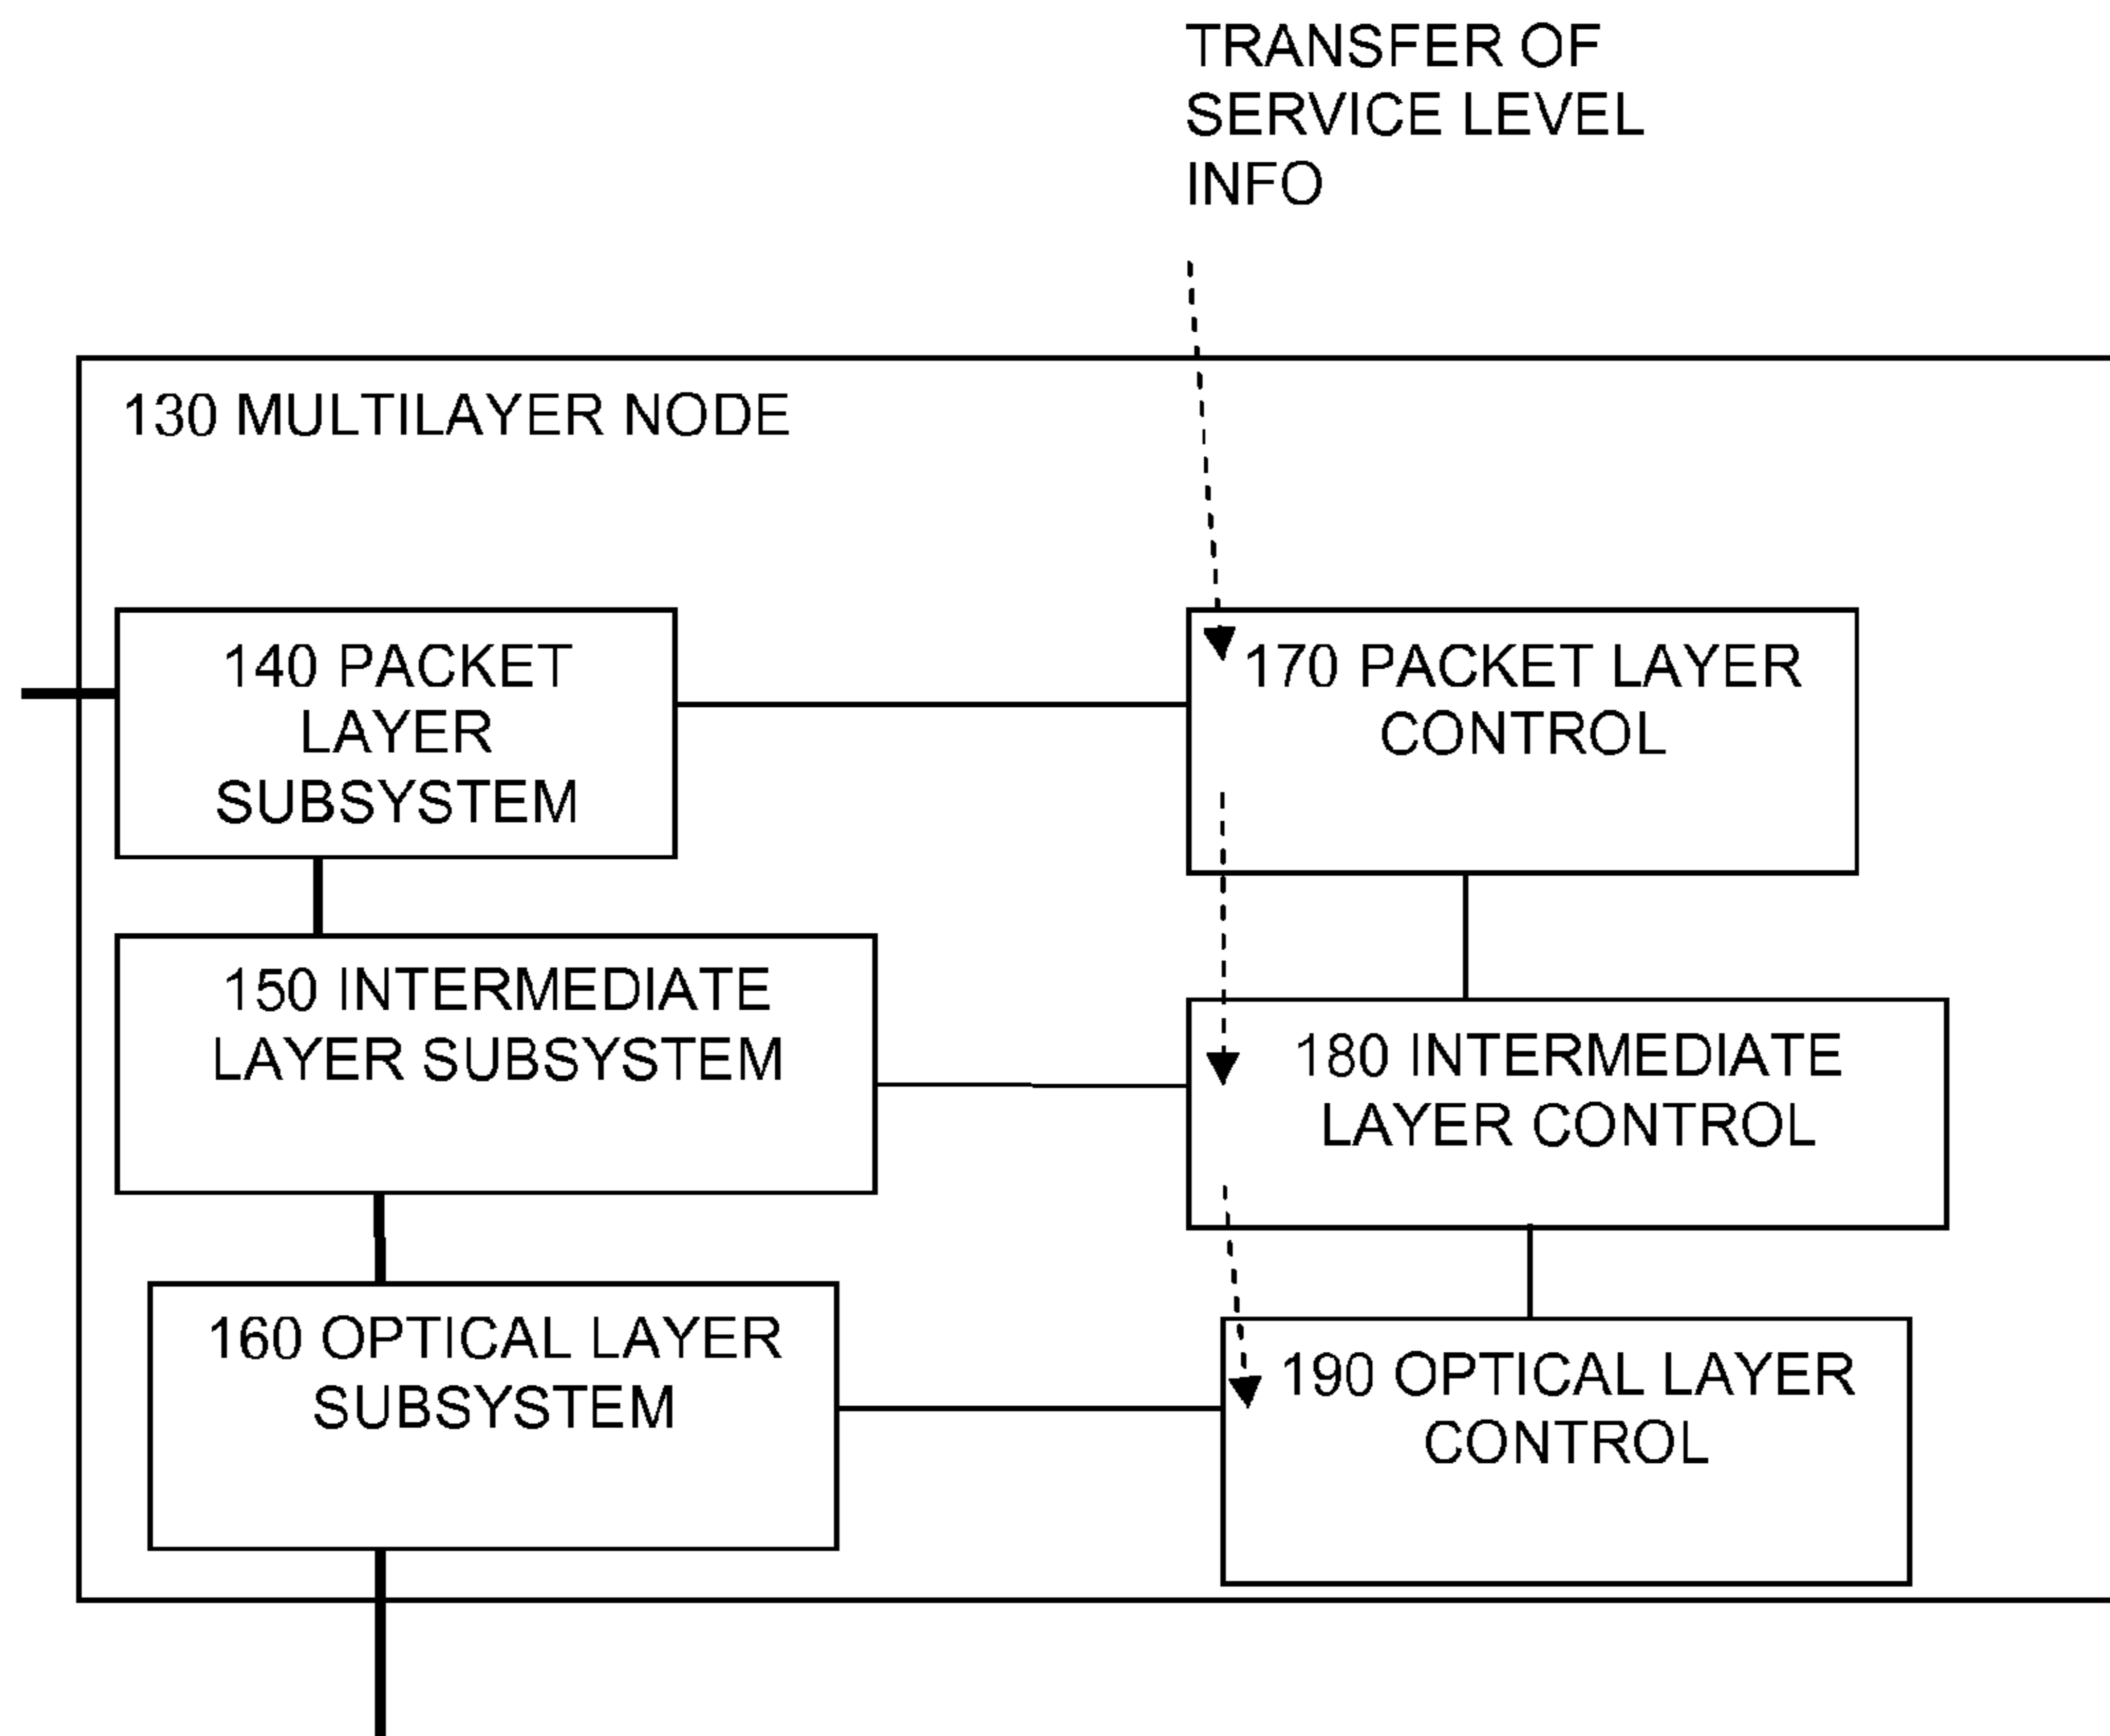 TRANSFER OF
SERVICE LEVEL
INFO
130 MULTILAYER NODE
140 PACKET
LAYER
SUBSYSTEM
170 PACKET LAYER
CONTROL
150 INTERMEDIATE
LAYER SUBSYSTEM
180 INTERMEDIATE
LAYER CONTROL
160 OPTICAL LAYER
SUBSYSTEM
190 OPTICAL LAYER
CONTROL